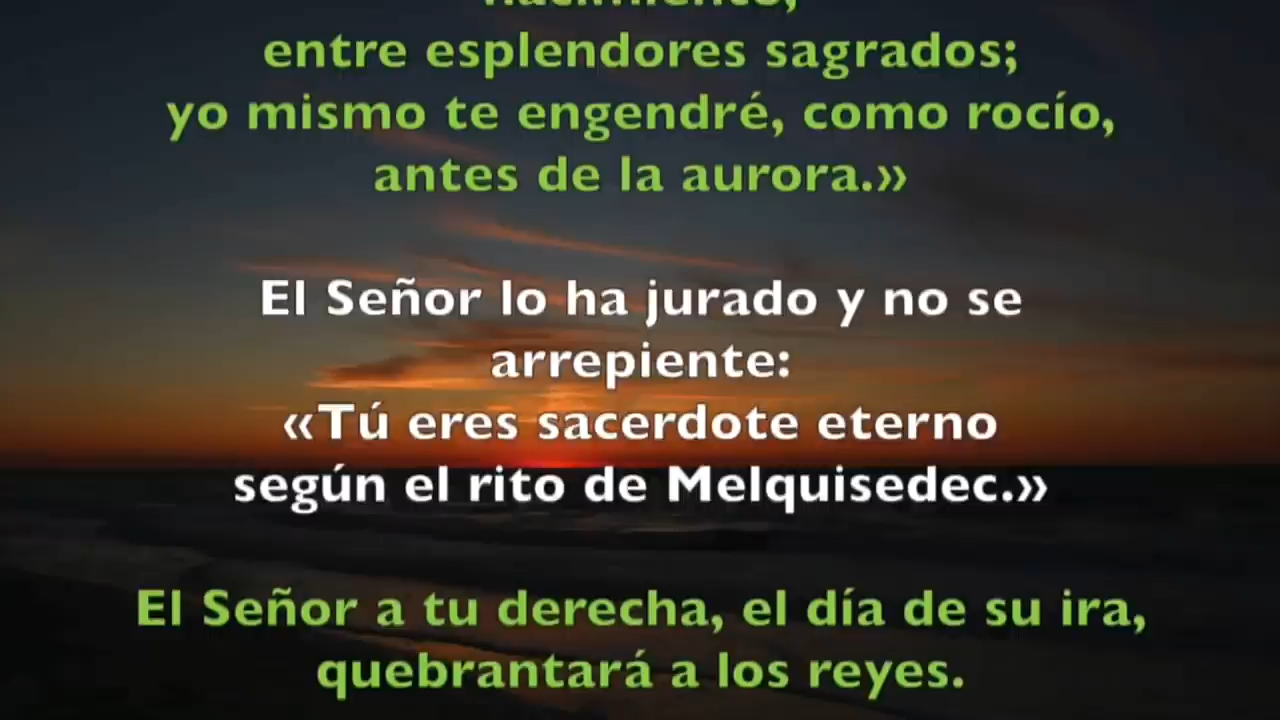 nacimiento,
entre esplendores sagrados;
yo mismo te engendré, como rocío,
antes de la aurora.»
El Señor lo ha jurado y no se
arrepiente:
«Tú eres sacerdote eterno
según el rito de Melquisedec.»
El Señor a tu derecha, el día de su ira,
quebrantará a los reyes.